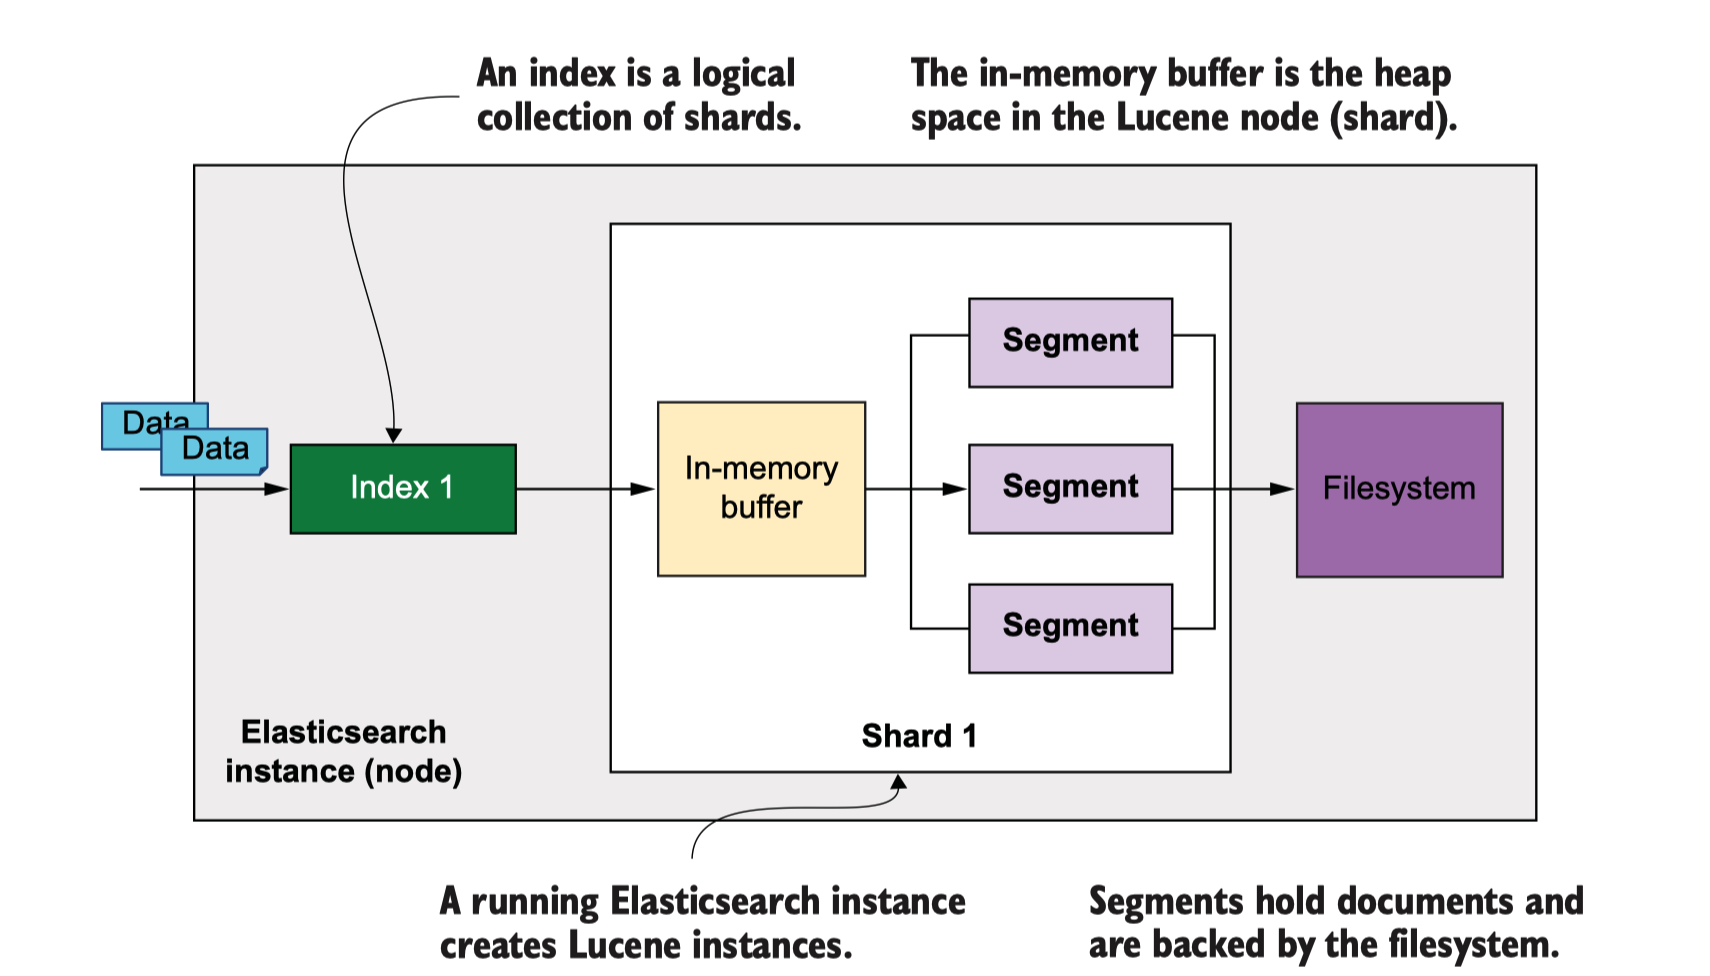 An index is a logical
collection of shards.
The in-memory buffer is the heap
space in the Lucene node (shard).
Data
Data
Index 1
In-memory
buffer
Segment
Segment
Segment
Filesystem
Elasticsearch
instance (node)
Shard 1
A running Elasticsearch instance
creates Lucene instances.
Segments hold documents and
are backed by the filesystem.